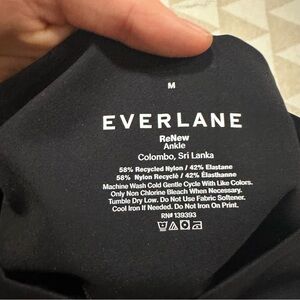 M
EVERLANE
ReNew
Ankle
Colombo, Sri Lanka
58% Recycled Nylon / 42% Elastane
58% Nylon Recyclé / 42% Élasthanne
Machine Wash Cold Gentle Cycle With Like Colors.
Only Non Chlorine Bleach When Necessary.
Tumble Dry Low. Do Not Use Fabric Softener.
Cool Iron If Needed. Do Not Iron On Print.
RN# 139393